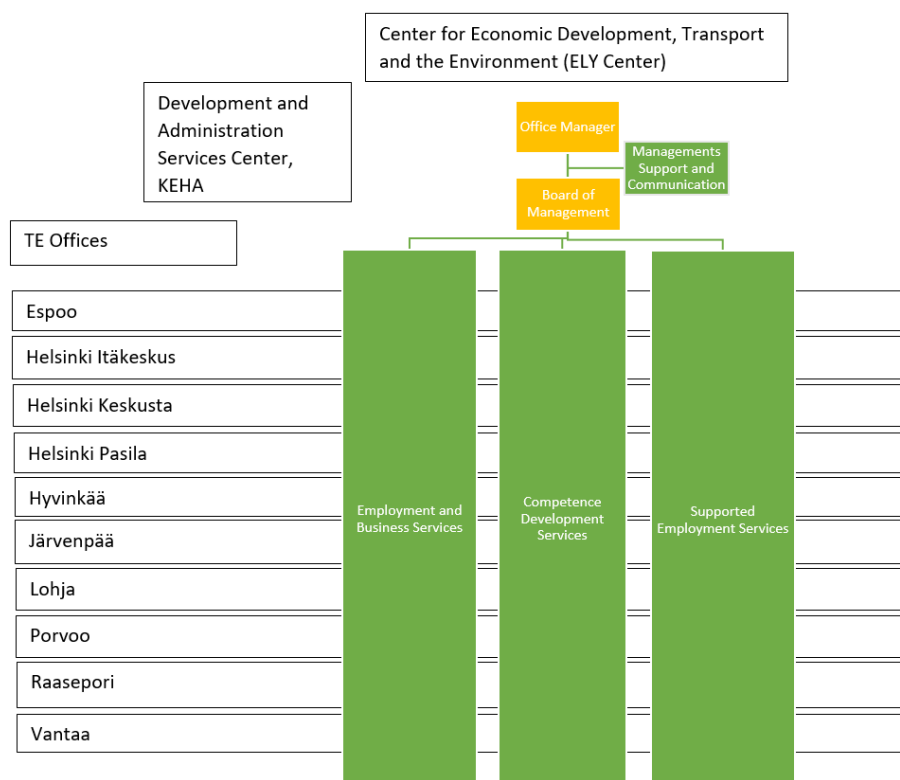 Center for Economic Development, Transport
and the Environment (ELY Center)
Development and
Administration
Services Center,
KEHA
Office Manager
Managements
Support and
Communication
Board of
Management
TE Offices
Espoo
Helsinki Itäkeskus
Helsinki Keskusta
Helsinki Pasila
Hyvinkää
Järvenpää
Lohja
Porvoo
Raasepori
Vantaa
Employment and
Business Services
Competence
Development
Services
Supported
Employment Services